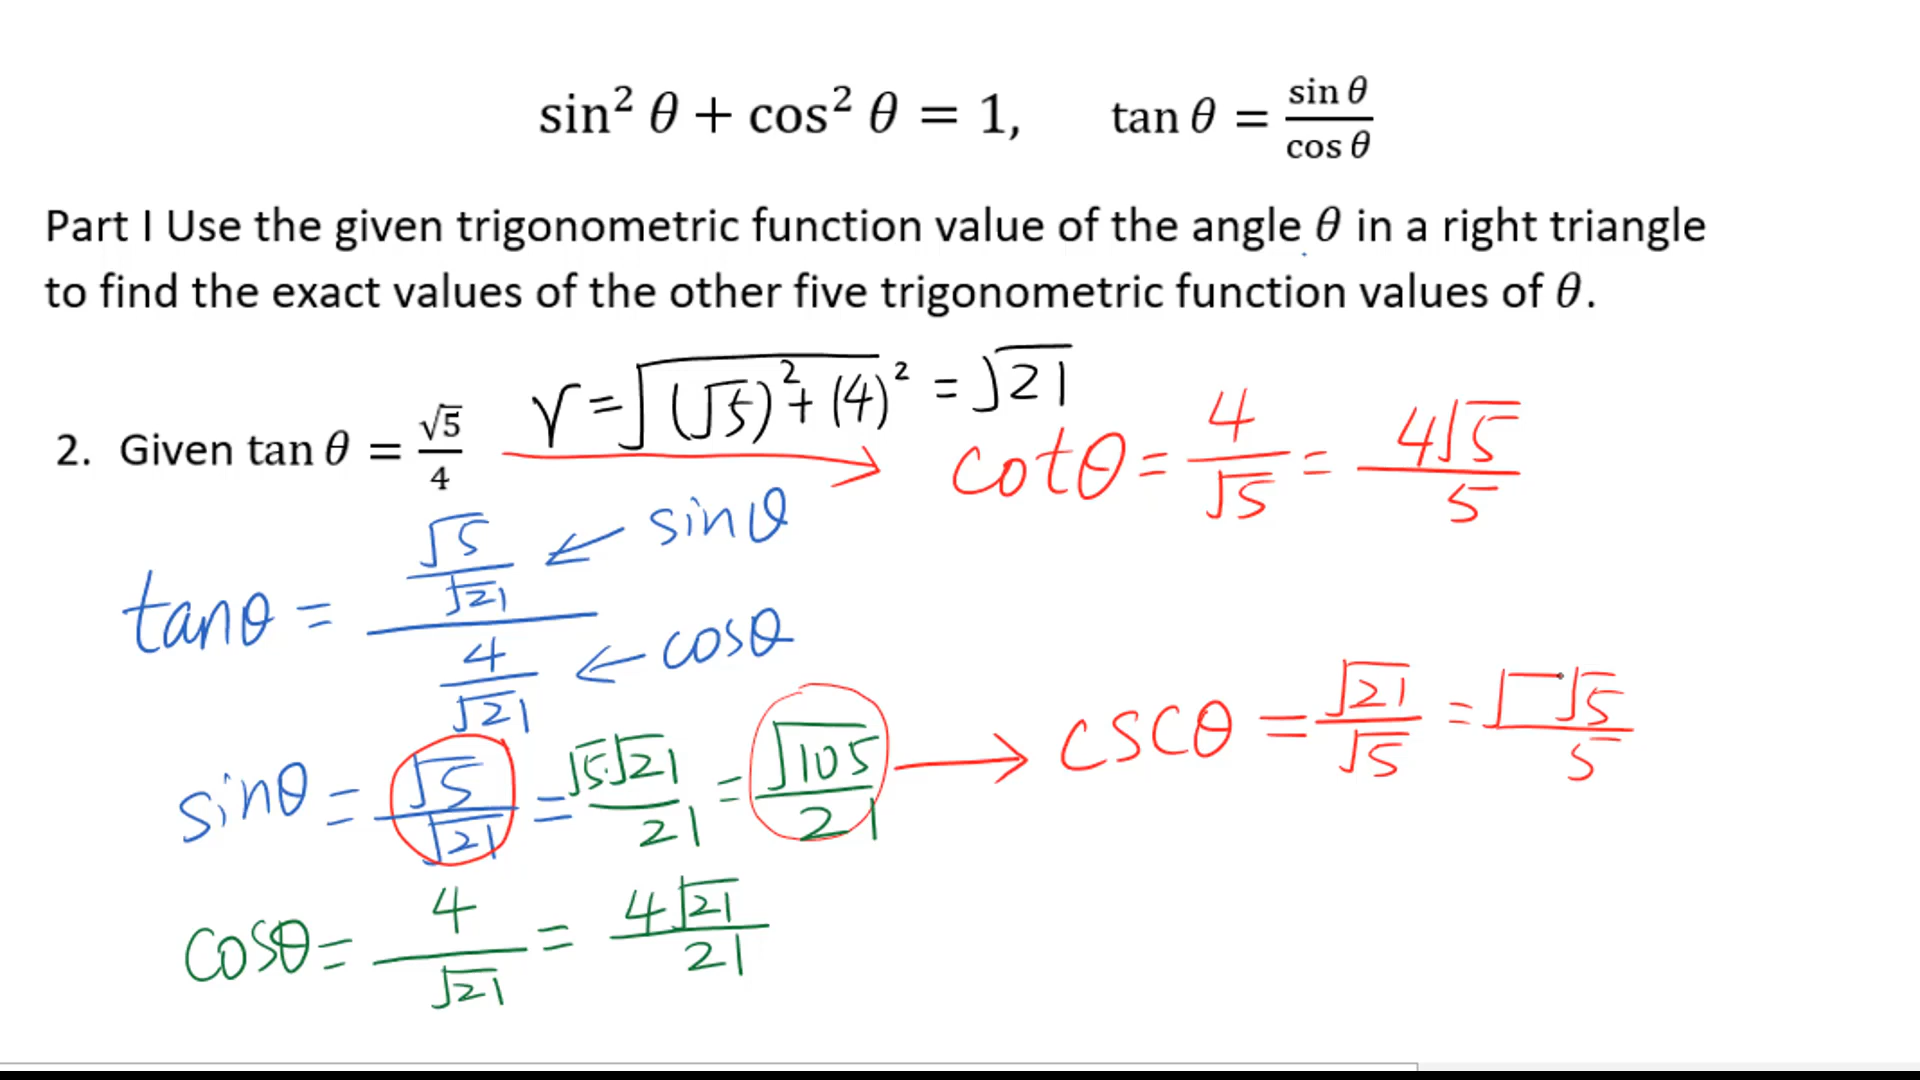 sin² θ + cos² θ = 1, tan θ = sin θ / cos θ
Part I Use the given trigonometric function value of the angle θ in a right triangle
to find the exact values of the other five trigonometric function values of θ.
r = √((√5)² + (4)²) = √21
2. Given tan θ = √5 / 4
cotθ = 4 / √5 = 4√5 / 5
tanθ = (√5 / √21) / (4 / √21)
← sinθ
← cosθ
sinθ = √5 / √21 = √5·√21 / 21 = √105 / 21 → cscθ = √21 / √5 = √ √5 / 5
cosθ = 4 / √21 = 4√21 / 21